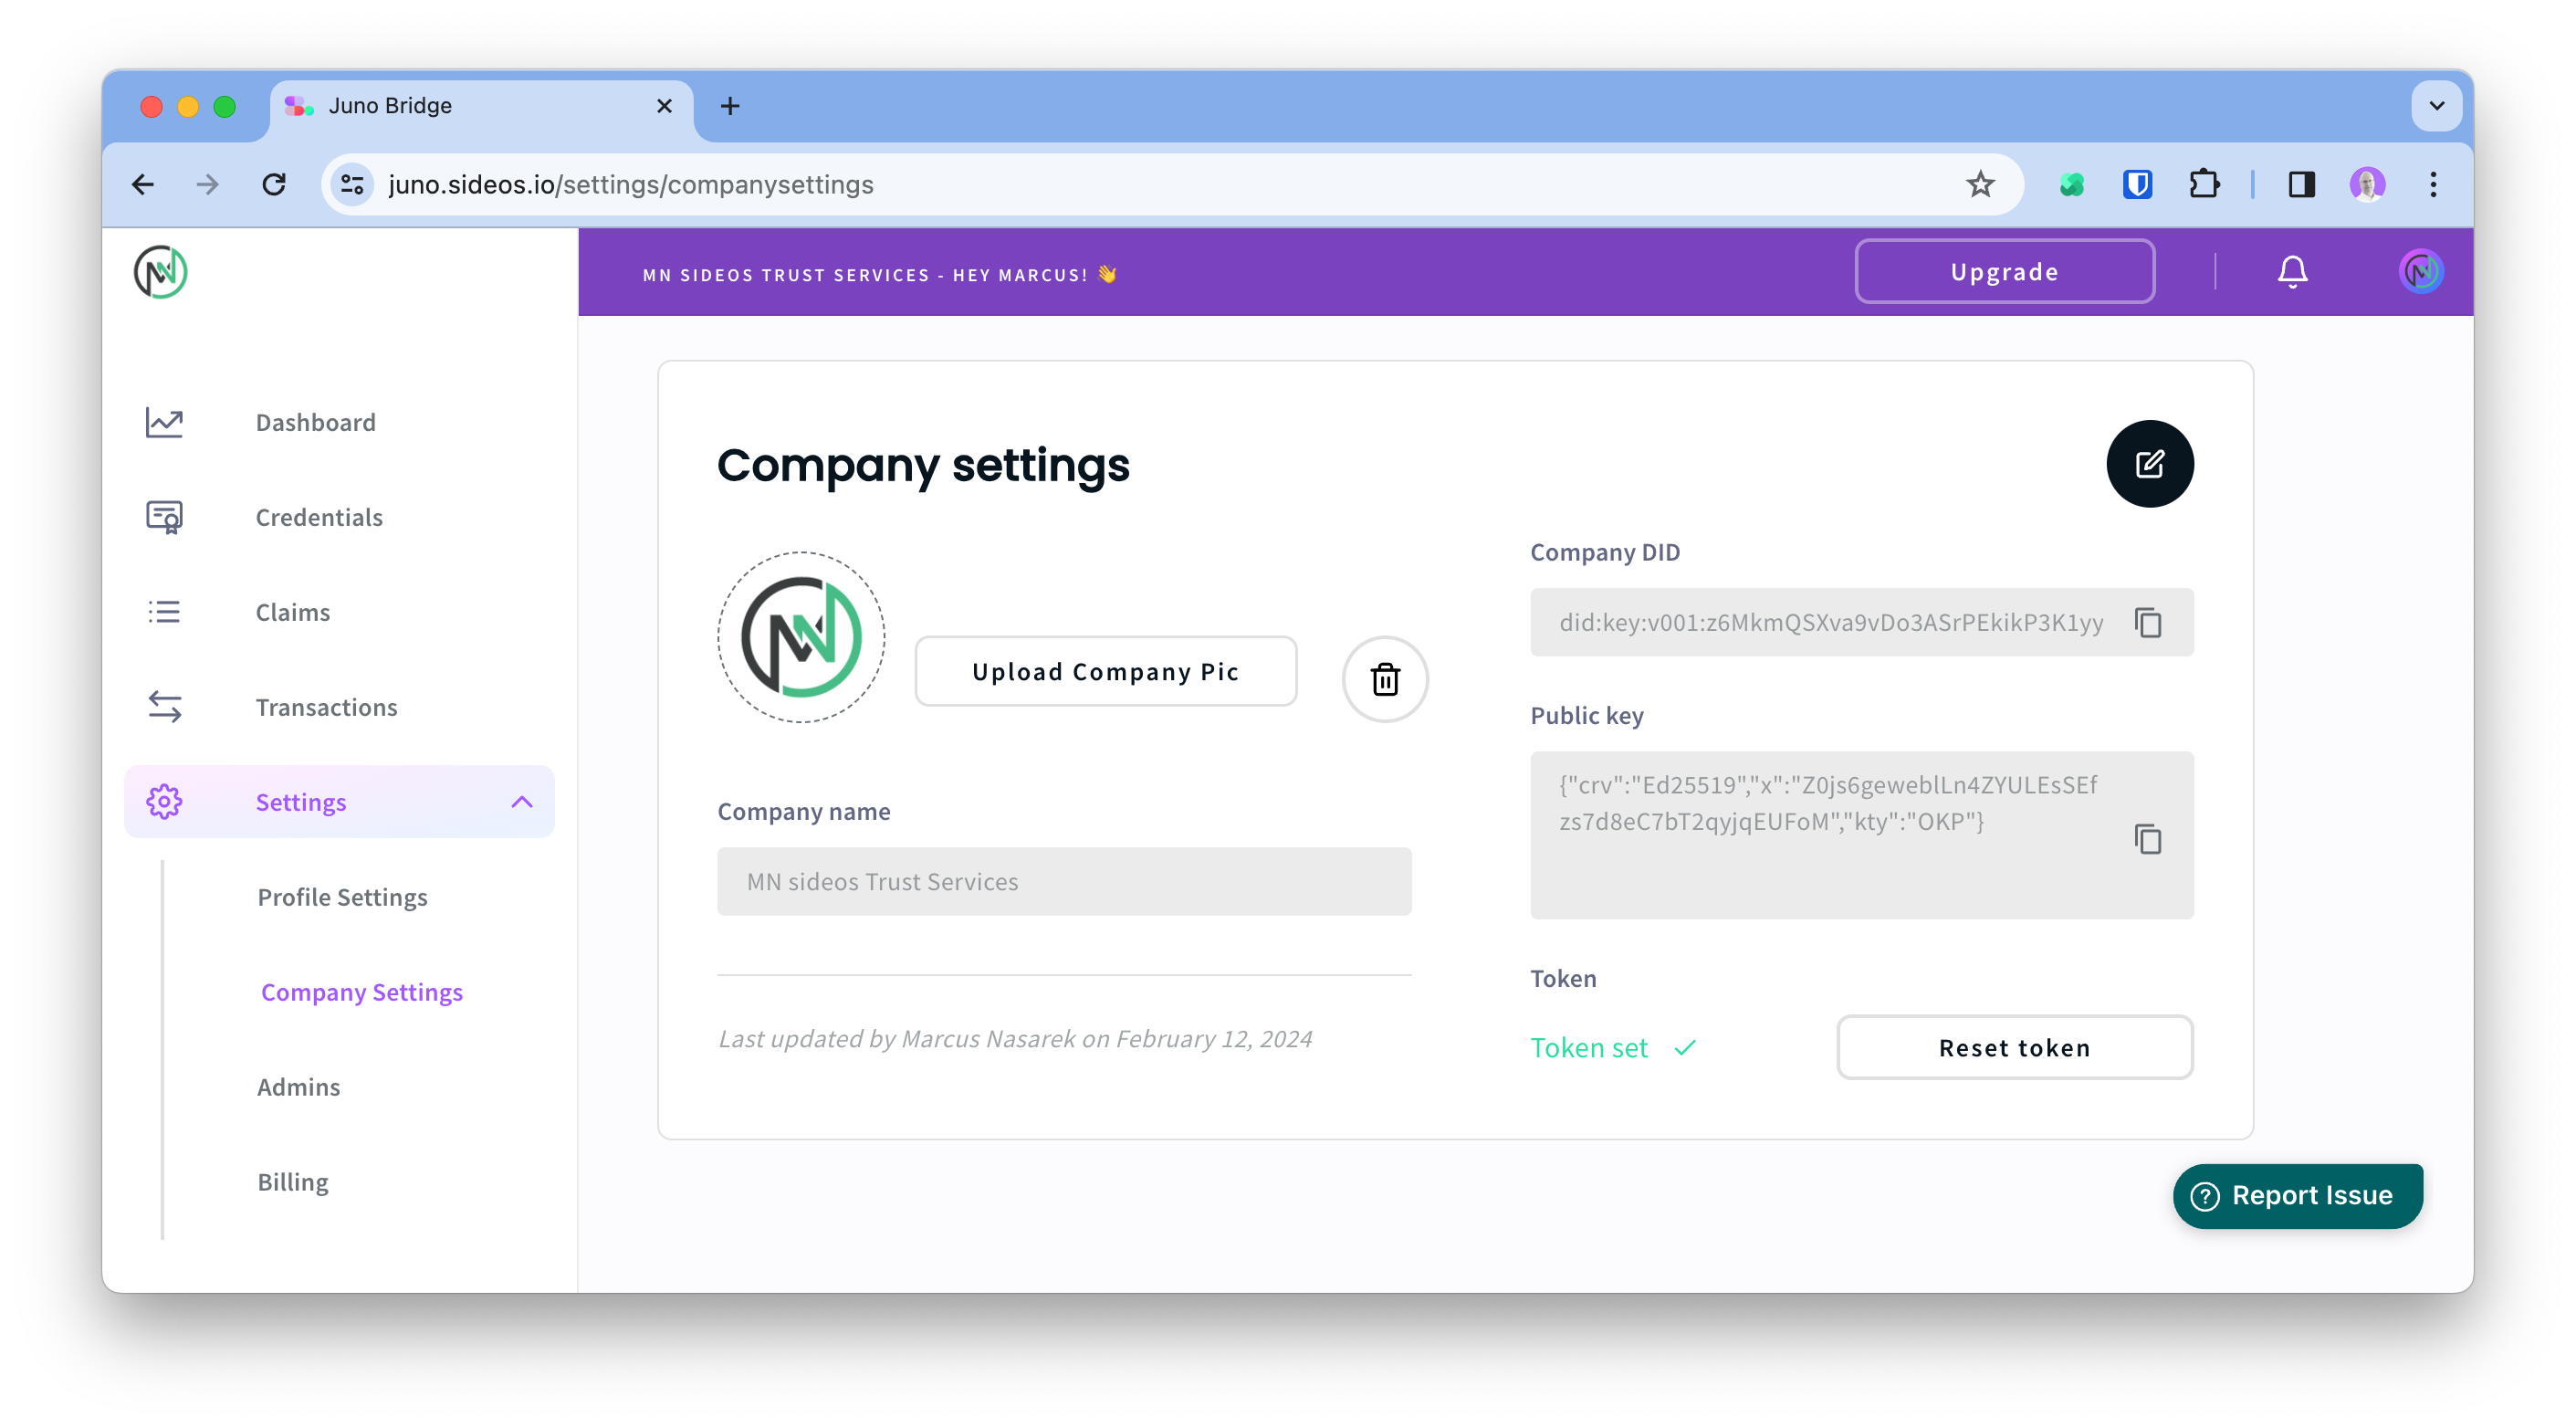 Juno Bridge
juno.sideos.io/settings/companysettings
MN SIDEOS TRUST SERVICES - HEY MARCUS! 👋
Upgrade
Dashboard
Credentials
Claims
Transactions
Settings
Profile Settings
Company Settings
Admins
Billing
Company settings
Upload Company Pic
Company name
MN sideos Trust Services
Last updated by Marcus Nasarek on February 12, 2024
Company DID
did:key:v001:z6MkmQSXva9vDo3ASrPEkikP3K1yy
Public key
{"crv":"Ed25519","x":"Z0js6geweblLn4ZYULEsSEf
zs7d8eC7bT2qyjqEUFoM","kty":"OKP"}
Token
Token set
Reset token
Report Issue